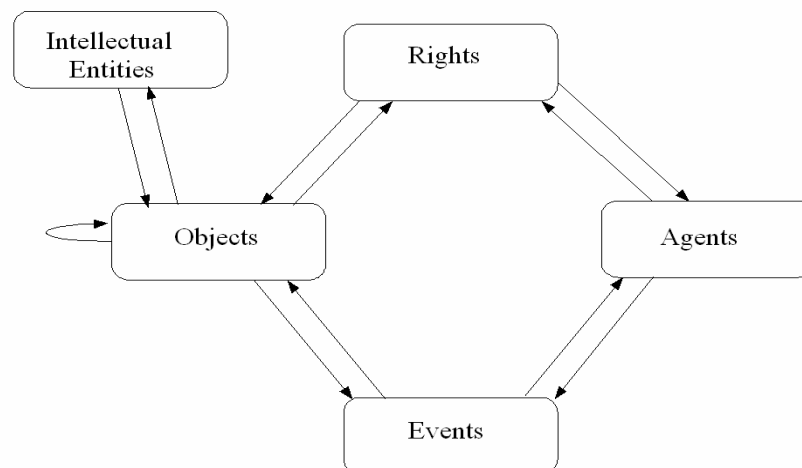 Intellectual
Entities
Rights
Objects
Agents
Events